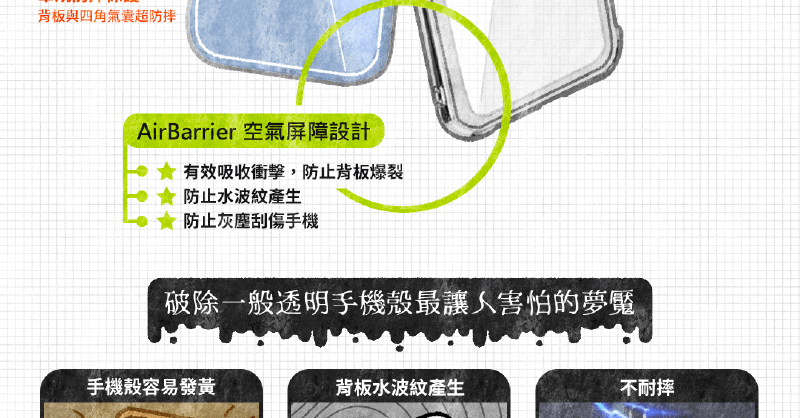 背板與四角氣囊超防摔
AirBarrier 空氣屏障設計
有效吸收衝擊，防止背板爆裂
防止水波紋產生
防止灰塵刮傷手機
破除一般透明手機殼最讓人害怕的夢魘
手機殼容易發黃
背板水波紋產生
不耐摔